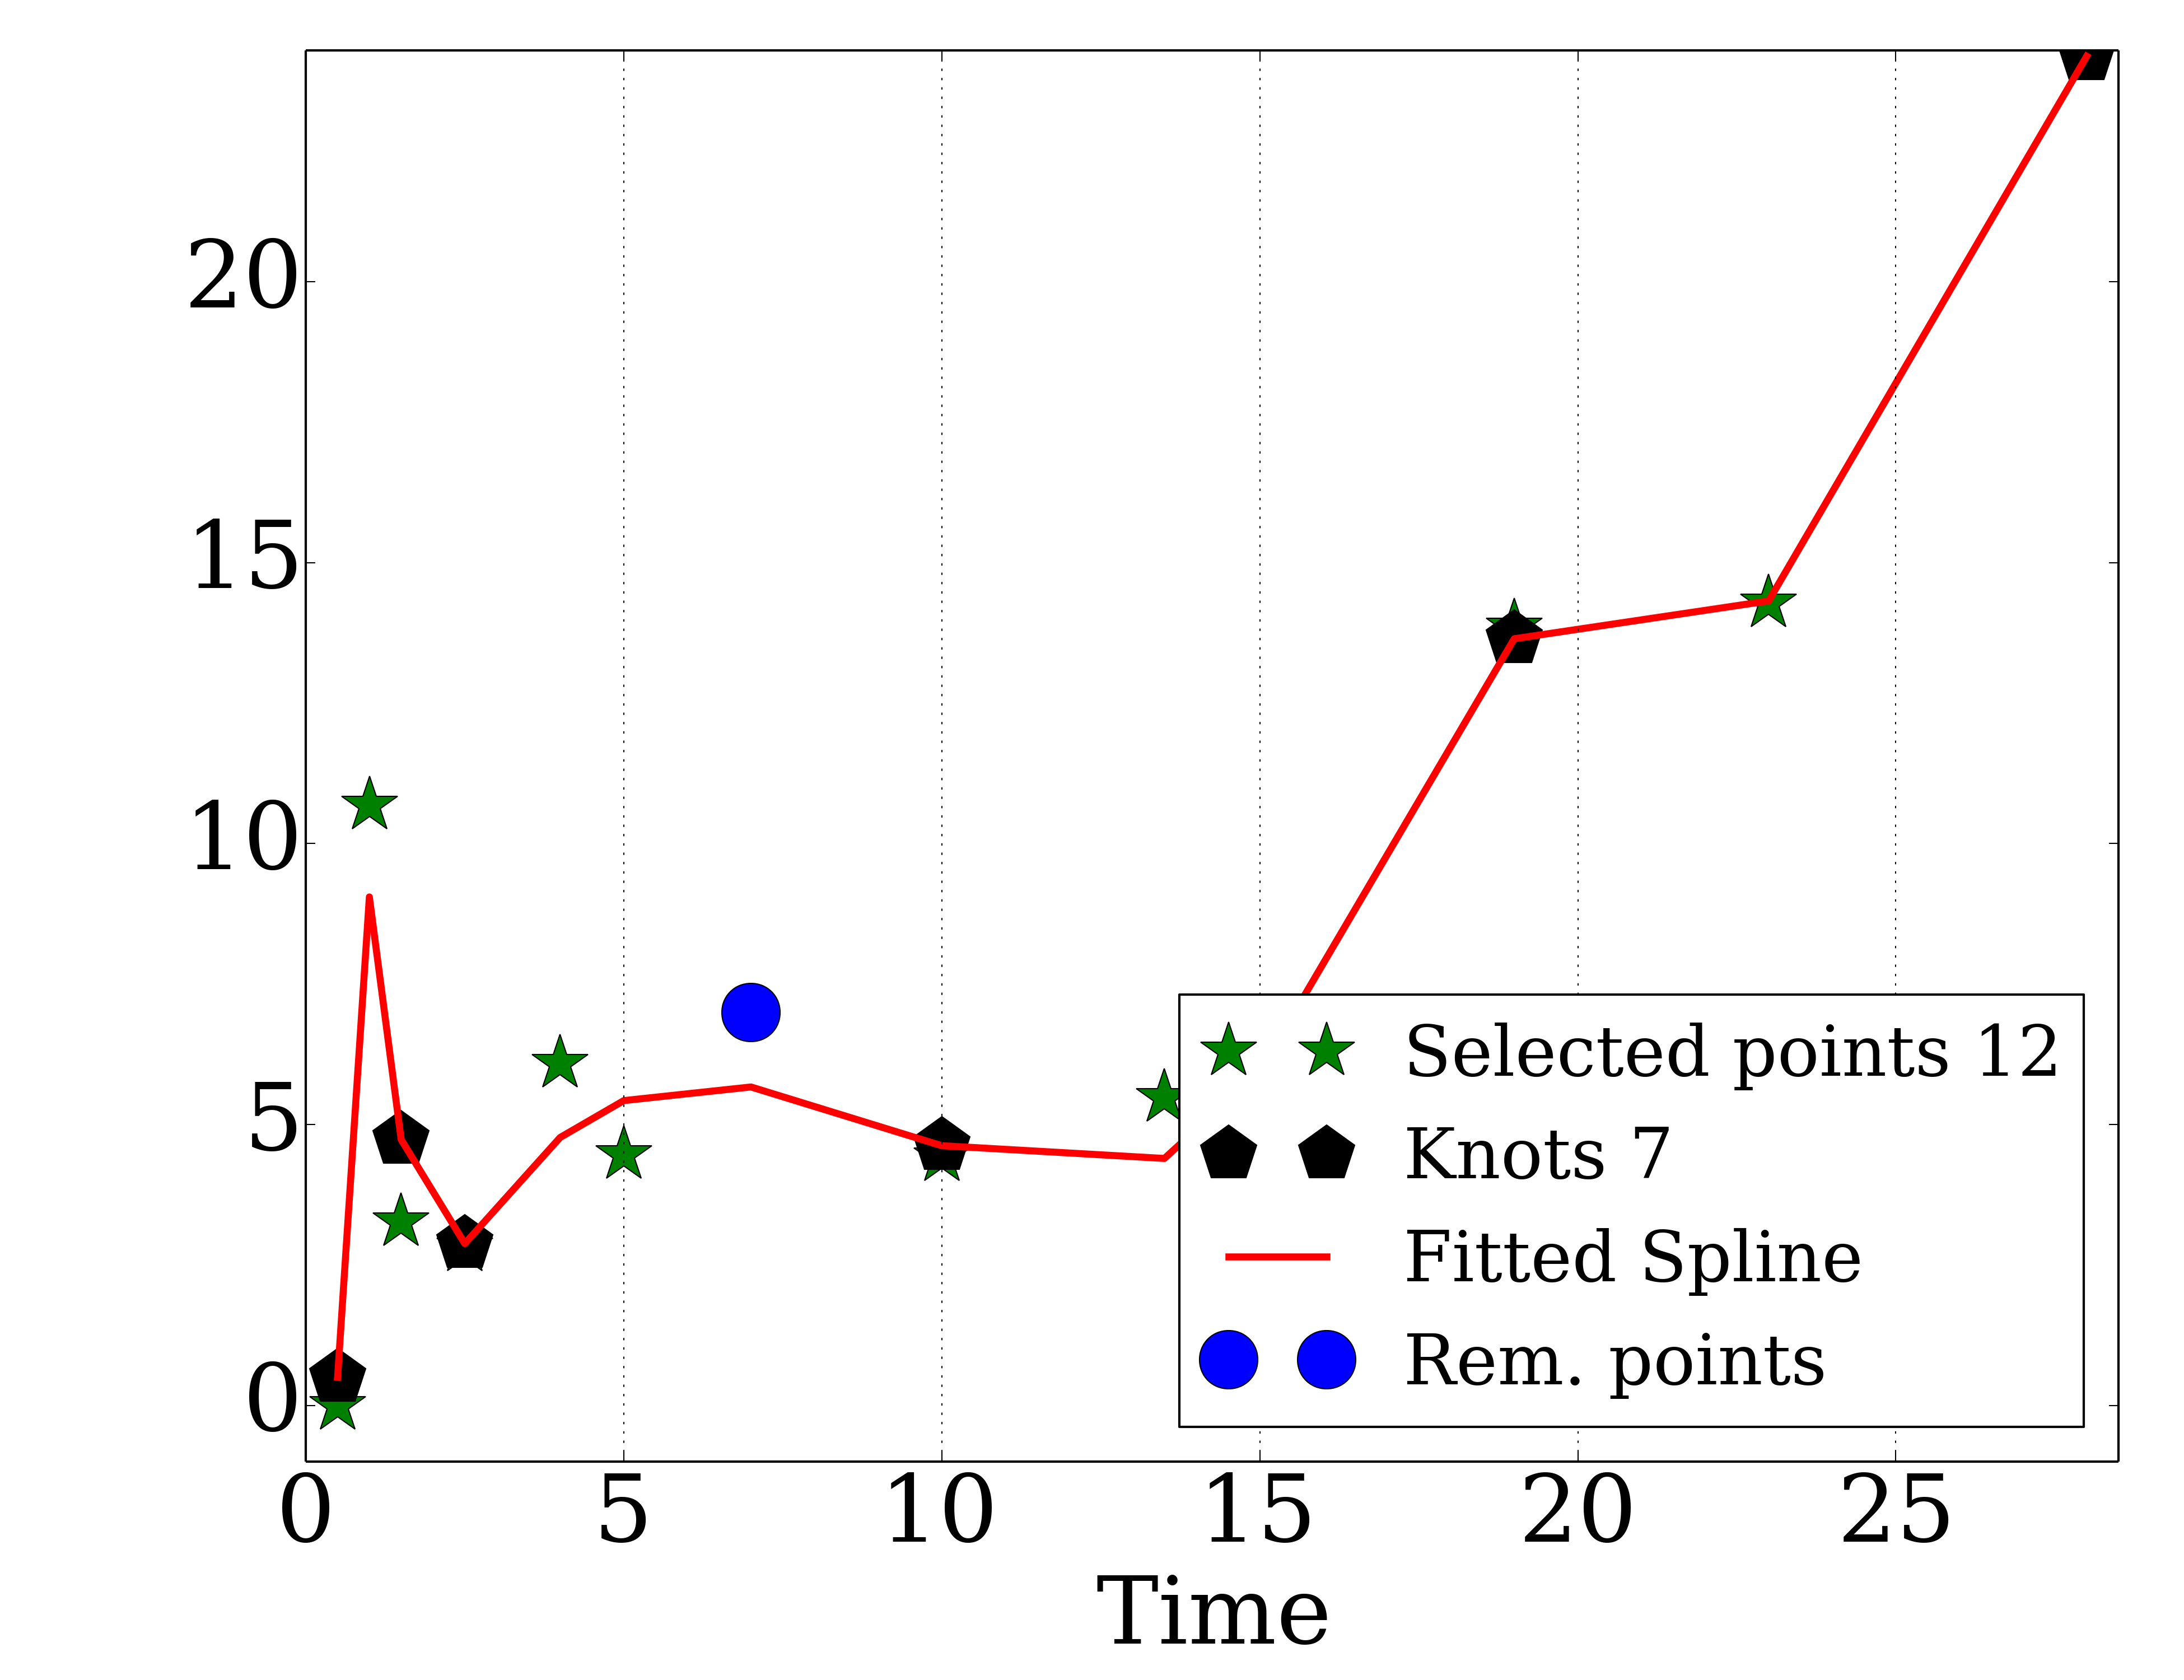 20
15
10
5
0
Selected points 12
Knots 7
Fitted Spline
Rem. points
0 5 10 15 20 25
Time